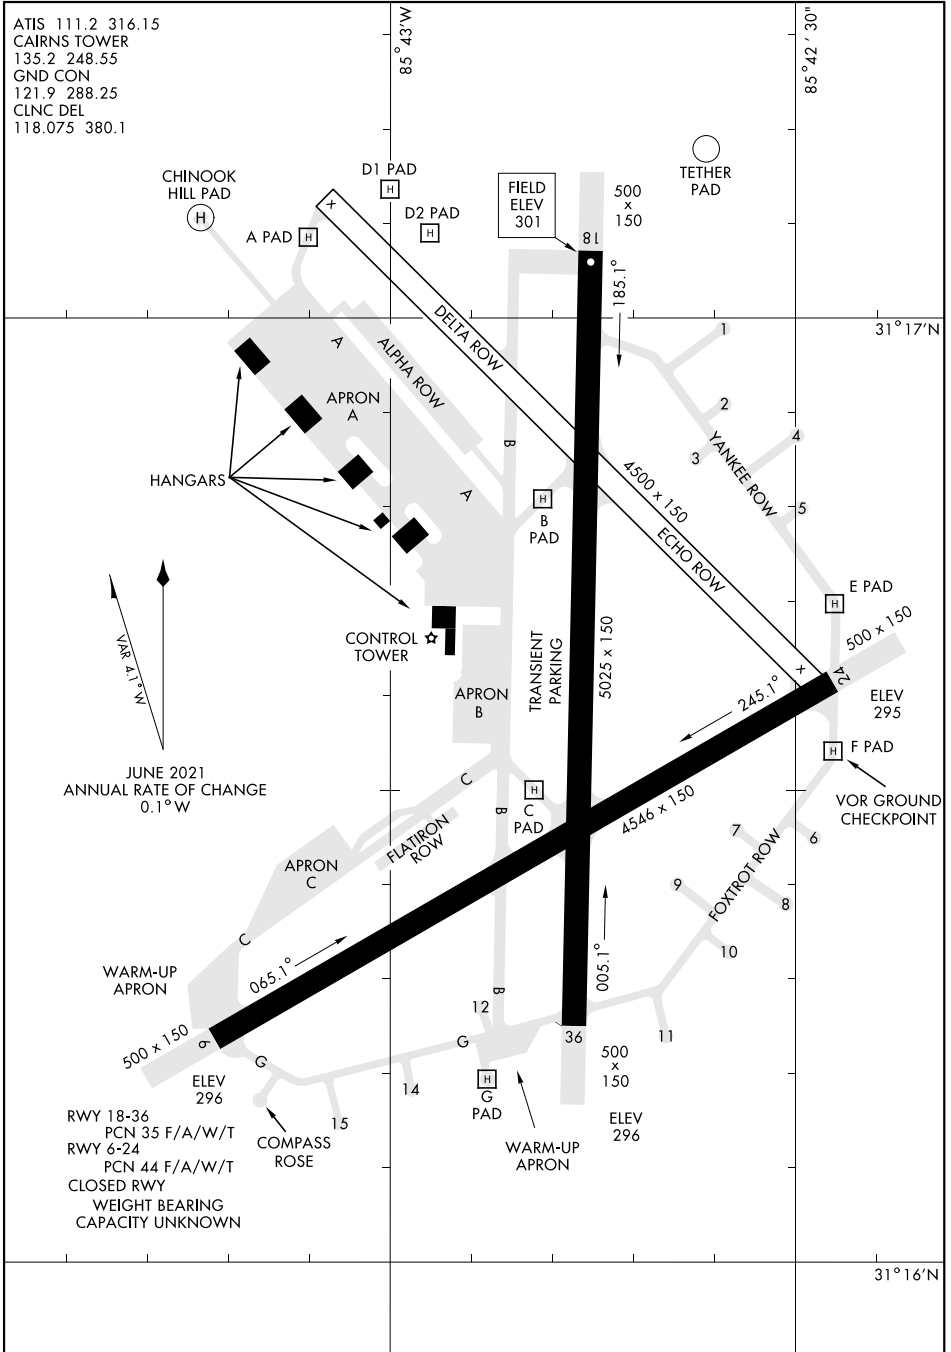 ATIS 111.2 316.15
CAIRNS TOWER
135.2 248.55
GND CON
121.9 288.25
CLNC DEL
118.075 380.1
85°43'W
85°42'30"
CHINOOK
HILL PAD
H
A PAD H
D1 PAD
H
D2 PAD
H
x
FIELD
ELEV
301
500
x
150
TETHER
PAD
18
185.1°
31°17'N
DELTA ROW
ALPHA ROW
A
APRON
A
A
B
HANGARS
H
B
PAD
4500 x 150
ECHO ROW
YANKEE ROW
1
2
3
4
5
E PAD
H
500 x 150
x
24
ELEV
295
245.1°
VAR 4.1° W
JUNE 2021
ANNUAL RATE OF CHANGE
0.1° W
CONTROL
TOWER
APRON
B
TRANSIENT
PARKING
5025 x 150
H F PAD
VOR GROUND
CHECKPOINT
C
B
H
C
PAD
4546 x 150
FLATIRON
ROW
APRON
C
C
7
6
FOXTROT ROW
9
8
10
WARM-UP
APRON
065.1°
005.1°
B
12
G
11
36
500 x 150
6
G
ELEV
296
500
x
150
ELEV
296
14
H
G
PAD
15
COMPASS
ROSE
WARM-UP
APRON
RWY 18-36
PCN 35 F/A/W/T
RWY 6-24
PCN 44 F/A/W/T
CLOSED RWY
WEIGHT BEARING
CAPACITY UNKNOWN
31°16'N